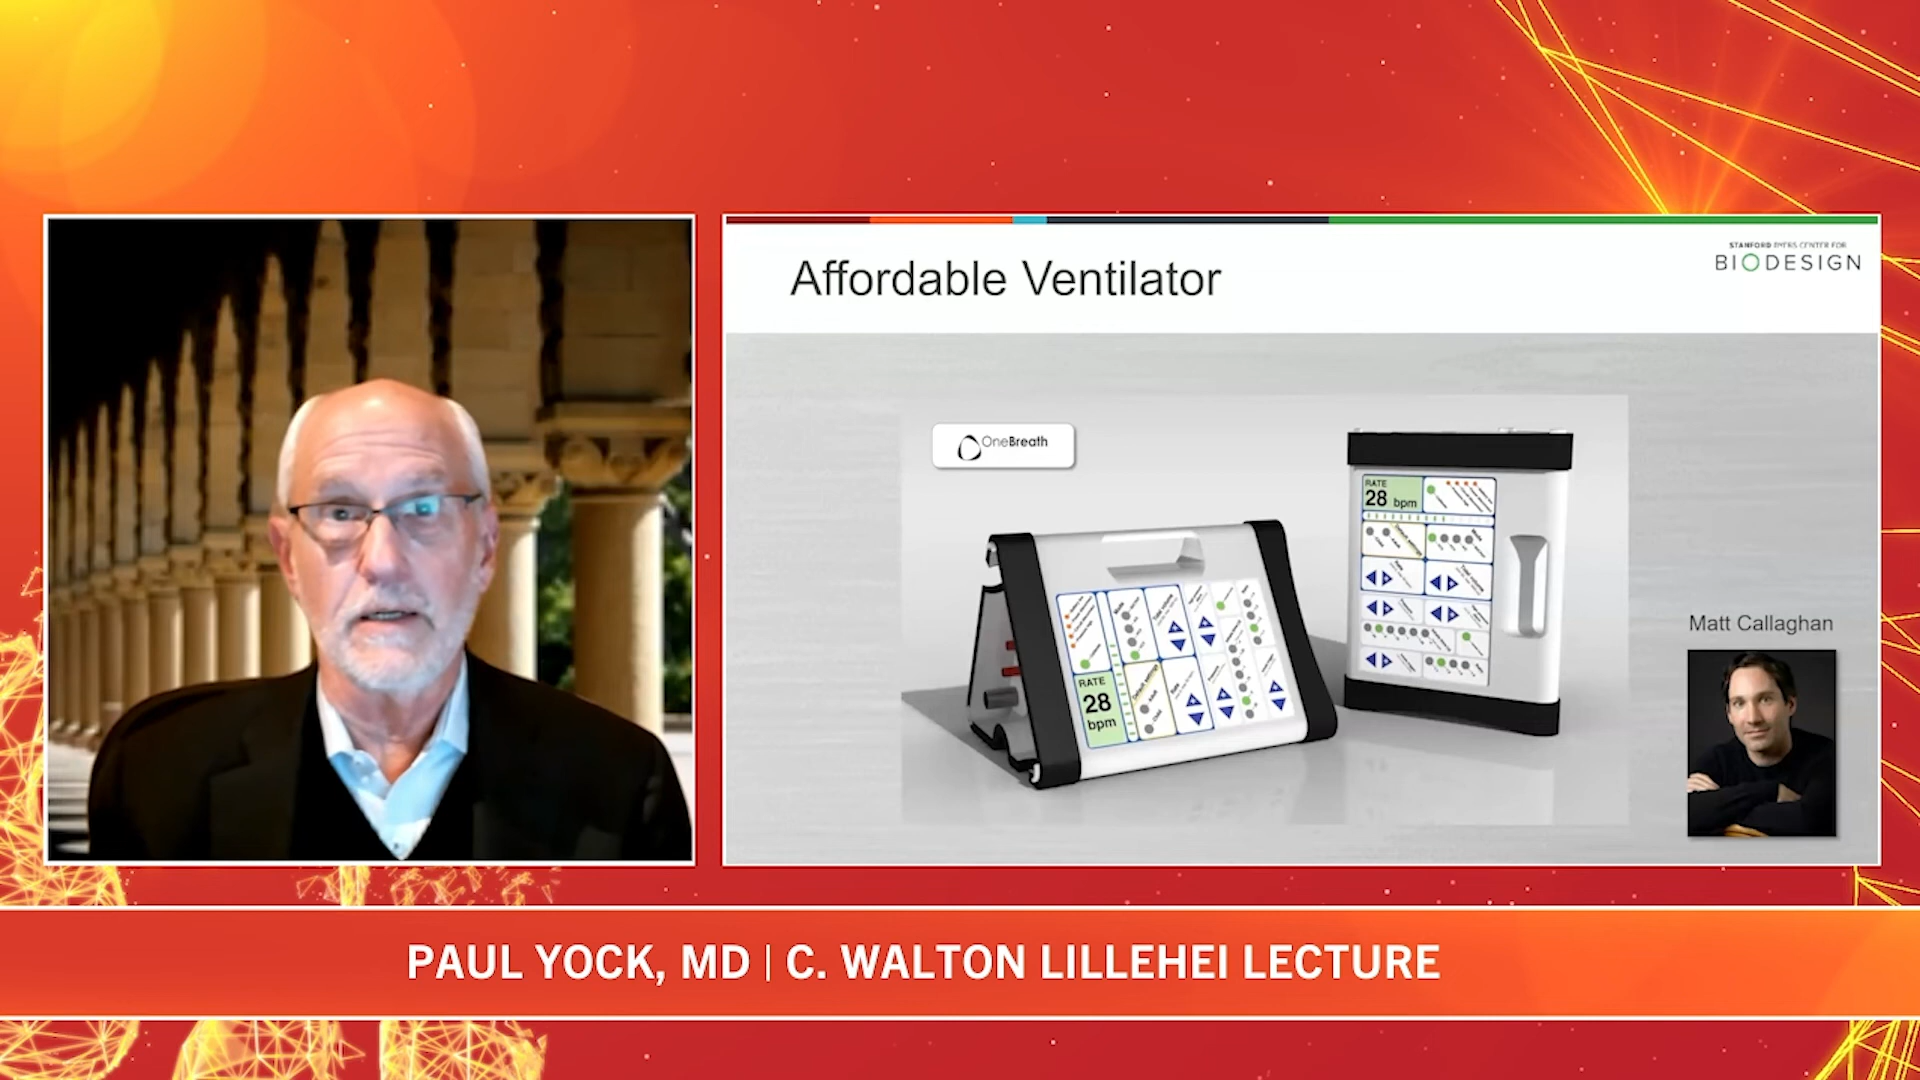 Affordable Ventilator
STANFORD BYERS CENTER FOR
BIODESIGN
OneBreath
RATE
28 bpm
RATE
28
bpm
Matt Callaghan
PAUL YOCK, MD | C. WALTON LILLEHEI LECTURE